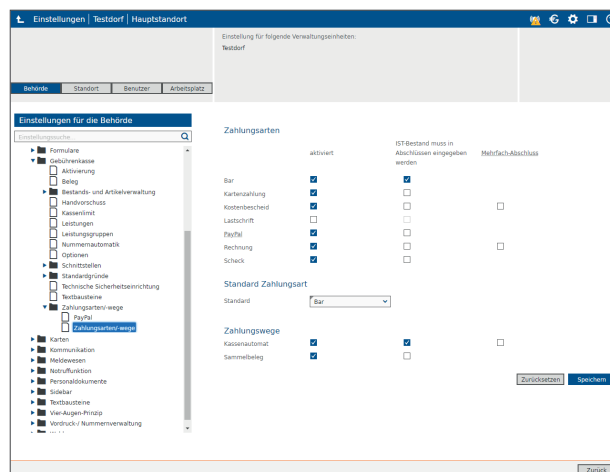 Einstellungen | Testdorf | Hauptstandort
Einstellung für folgende Verwaltungseinheiten:
Testdorf
Behörde Standort Benutzer Arbeitsplatz
Einstellungen für die Behörde
Einstellungssuche...
Formulare
Gebührenkasse
Aktivierung
Beleg
Bestands- und Artikelverwaltung
Handvorschuss
Kassenlimit
Leistungen
Leistungsgruppen
Nummernautomatik
Optionen
Schnittstellen
Standardgründe
Technische Sicherheitseinrichtung
Textbausteine
Zahlungsarten/-wege
PayPal
Zahlungsarten/-wege
Karten
Kommunikation
Meldewesen
Notruffunktion
Personaldokumente
Sidebar
Textbausteine
Vier-Augen-Prinzip
Vordruck-/ Nummernverwaltung
Zahlungsarten
aktiviert
IST-Bestand muss in
Abschlüssen eingegeben
werden
Mehrfach-Abschluss
Bar
Kartenzahlung
Kostenbescheid
Lastschrift
PayPal
Rechnung
Scheck
Standard Zahlungsart
Standard Bar
Zahlungswege
Kassenautomat
Sammelbeleg
Zurücksetzen Speichern
Zurück